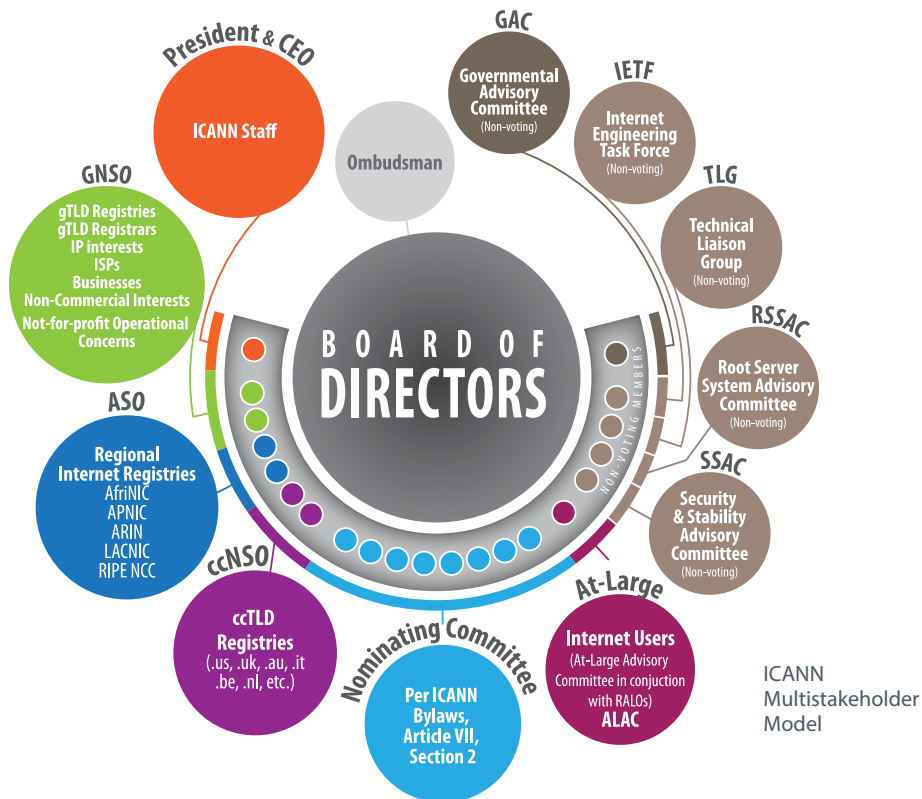 President & CEO
ICANN Staff
GNSO
gTLD Registries
gTLD Registrars
IP interests
ISPs
Businesses
Non-Commercial Interests
Not-for-profit Operational
Concerns
ASO
Regional
Internet Registries
AfriNIC
APNIC
ARIN
LACNIC
RIPE NCC
ccNSO
ccTLD
Registries
(.us, .uk, .au, .it
.be, .nl, etc.)
Nominating Committee
Per ICANN
Bylaws,
Article VII,
Section 2
At-Large
Internet Users
(At-Large Advisory
Committee in conjuction
with RALOs)
ALAC
Ombudsman
BOARD OF
DIRECTORS
NON-VOTING MEMBERS
GAC
Governmental
Advisory
Committee
(Non-voting)
IETF
Internet
Engineering
Task Force
(Non-voting)
TLG
Technical
Liaison
Group
(Non-voting)
RSSAC
Root Server
System Advisory
Committee
(Non-voting)
SSAC
Security
& Stability
Advisory
Committee
(Non-voting)
ICANN
Multistakeholder
Model